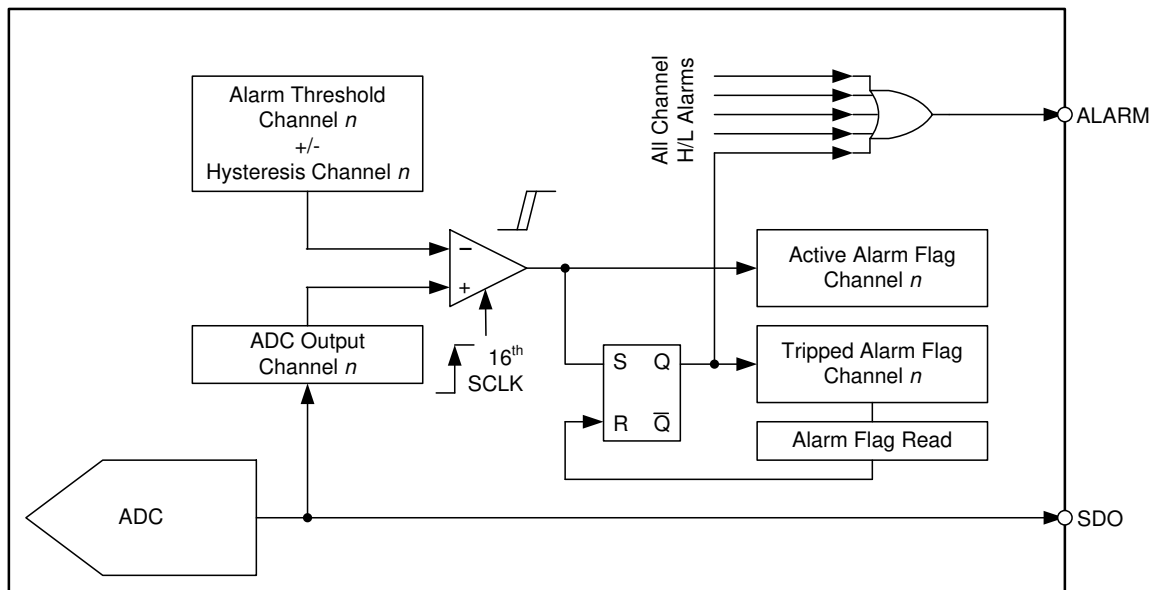 Alarm Threshold
Channel n
+/-
Hysteresis Channel n
All Channel
H/L Alarms
ALARM
−
+
Active Alarm Flag
Channel n
ADC Output
Channel n
16th
SCLK
S Q
R Q̅
Tripped Alarm Flag
Channel n
Alarm Flag Read
ADC
SDO